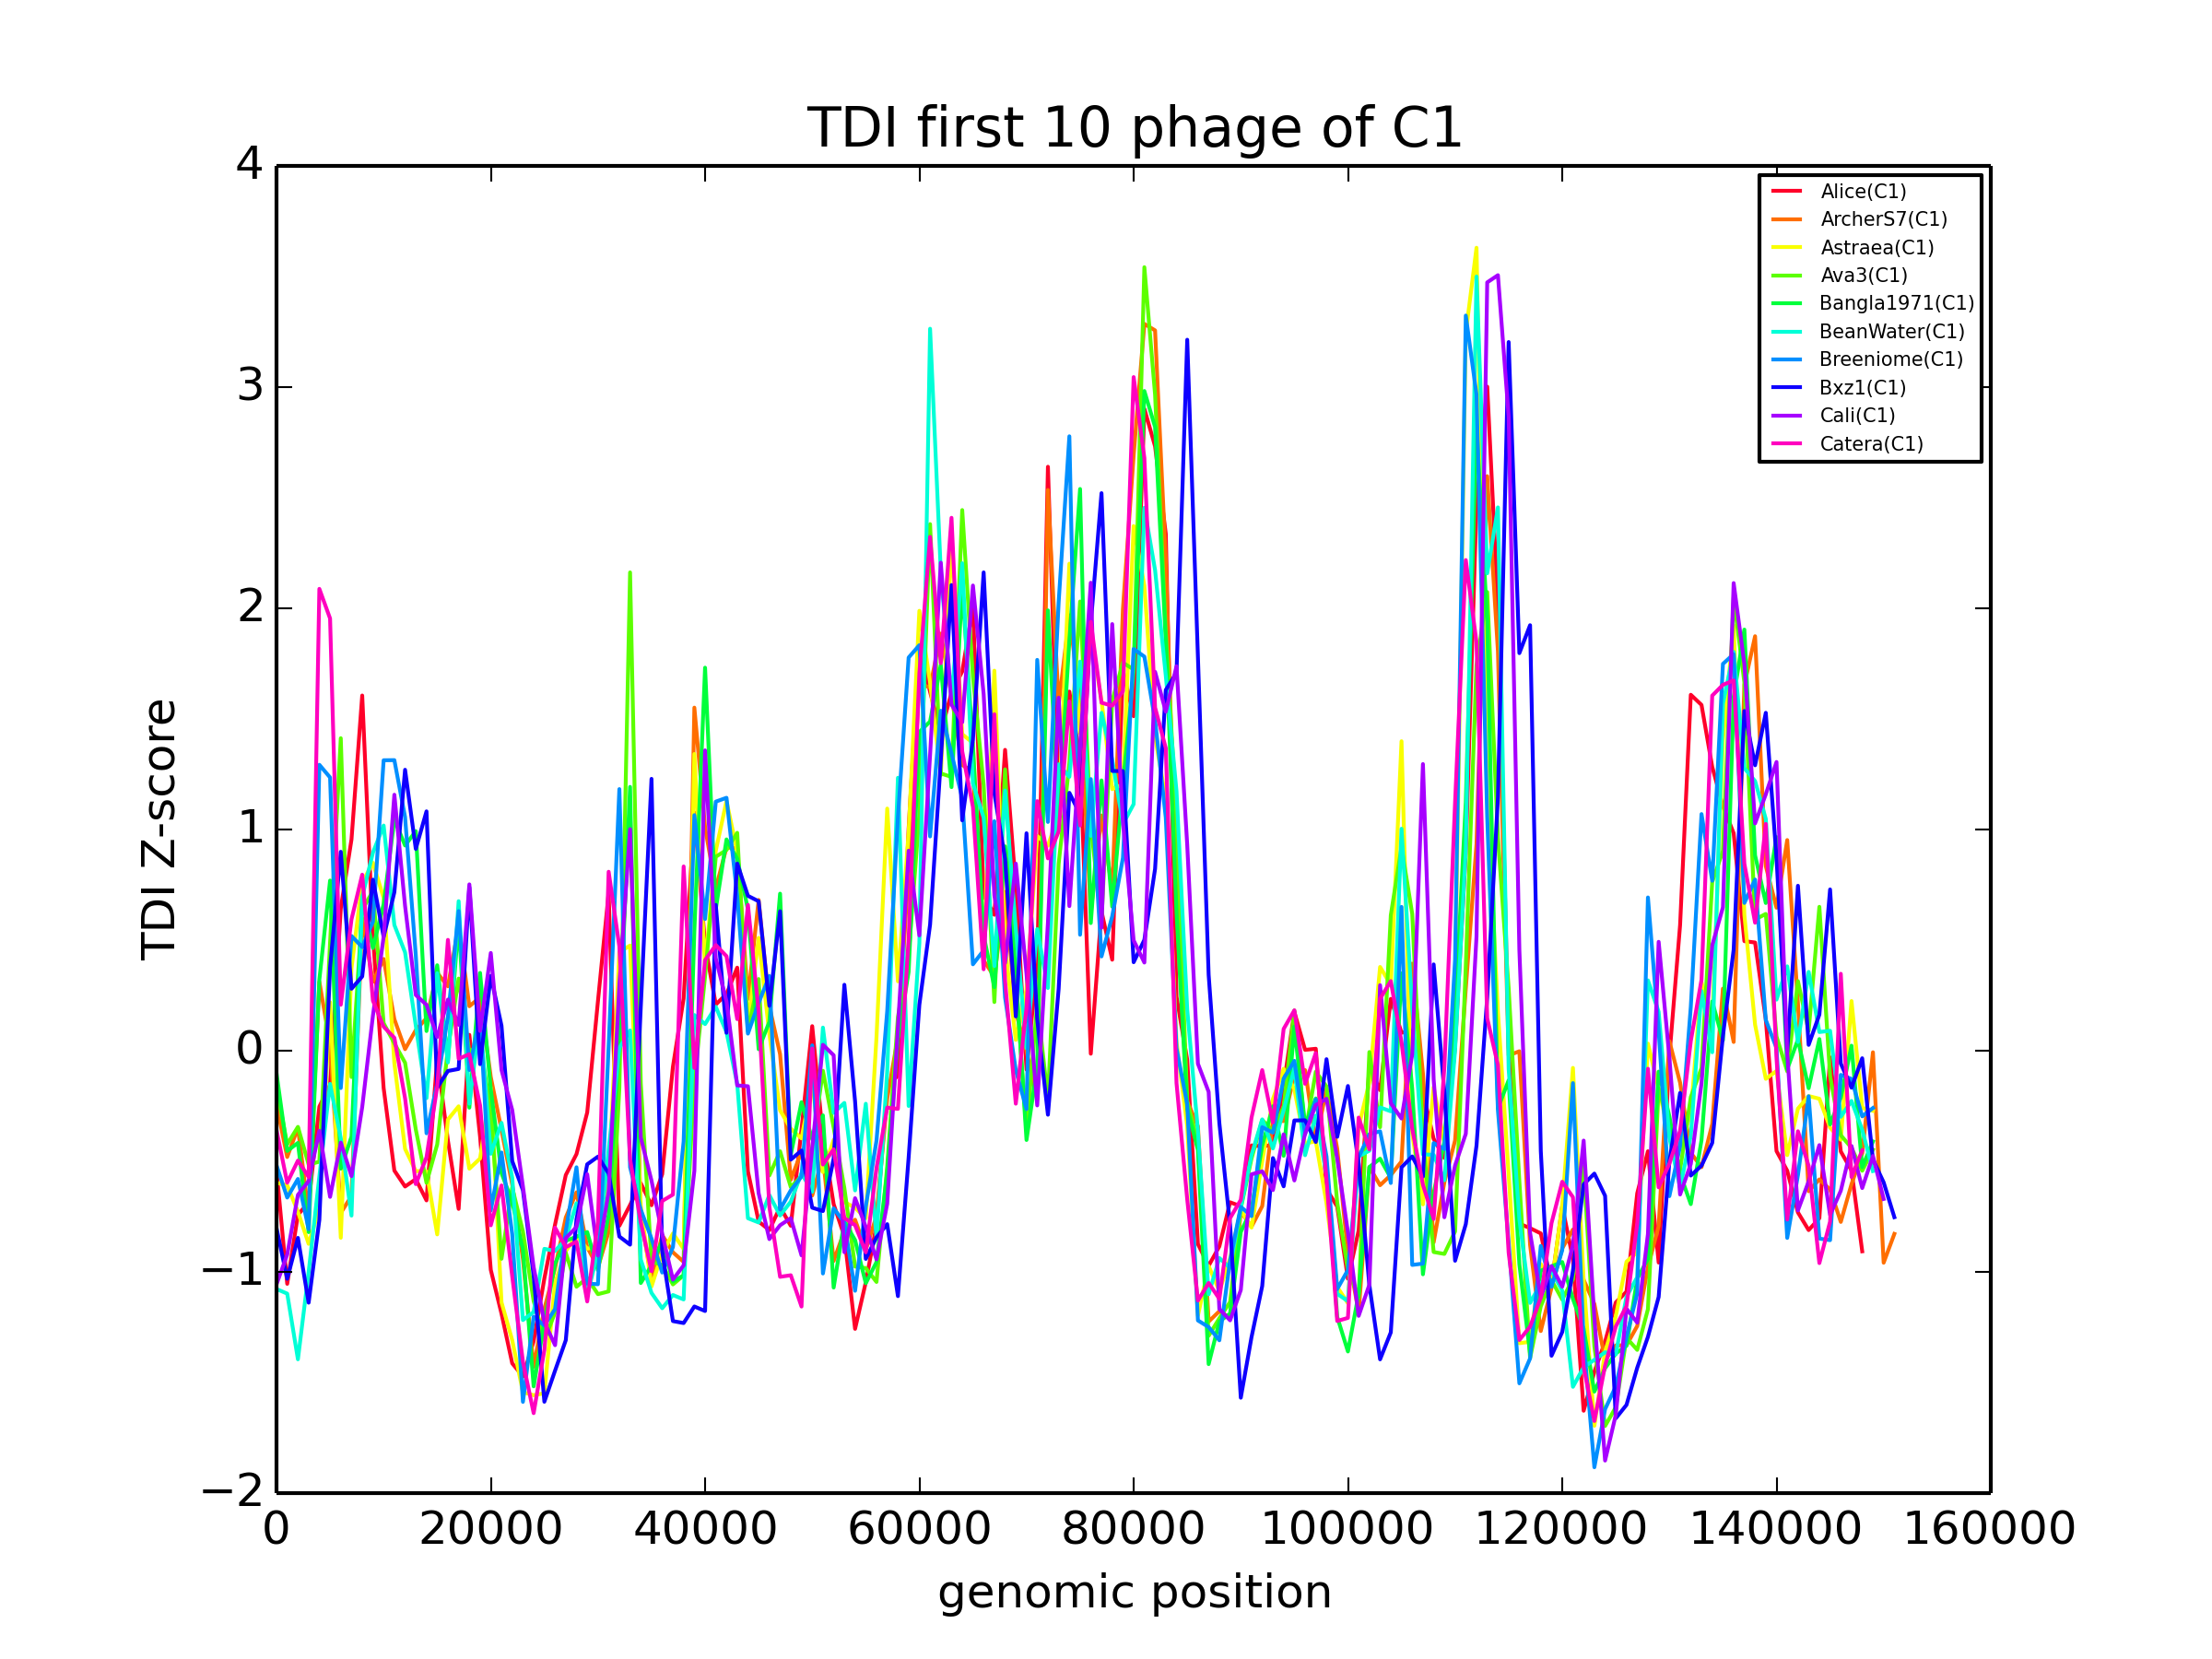 TDI first 10 phage of C1
4
3
2
1
0
−1
−2
TDI Z-score
Alice(C1)
ArcherS7(C1)
Astraea(C1)
Ava3(C1)
Bangla1971(C1)
BeanWater(C1)
Breeniome(C1)
Bxz1(C1)
Cali(C1)
Catera(C1)
0 20000 40000 60000 80000 100000 120000 140000 160000
genomic position